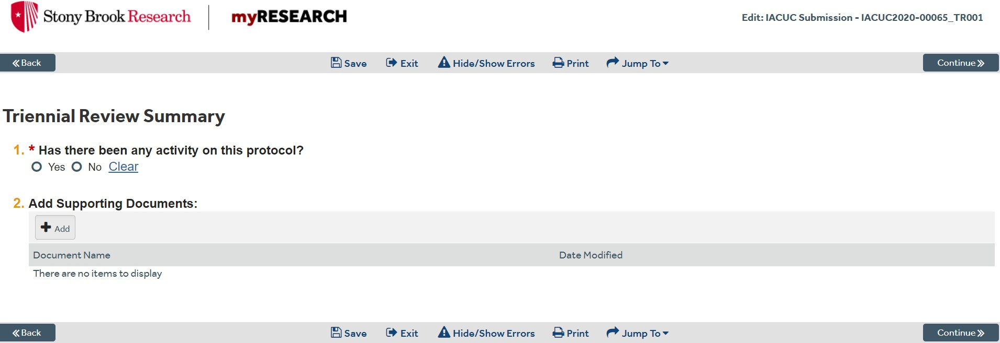 Stony Brook Research
myRESEARCH
Edit: IACUC Submission - IACUC2020-00065_TR001
Back Save Exit Hide/Show Errors Print Jump To Continue
Triennial Review Summary
1. * Has there been any activity on this protocol?
Yes No Clear
2. Add Supporting Documents:
Add
Document Name Date Modified
There are no items to display
Back Save Exit Hide/Show Errors Print Jump To Continue